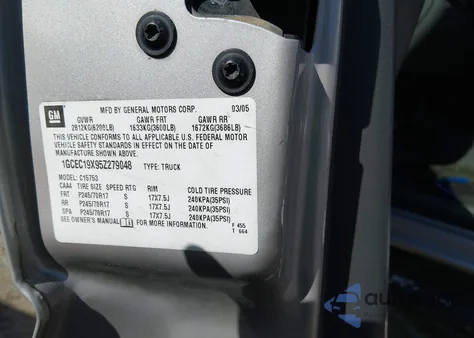 GM
MFD BY GENERAL MOTORS CORP. 03/05
GVWR GAWR FRT GAWR RR
2812KG(6200LB) 1633KG(3600LB) 1672KG(3686LB)
THIS VEHICLE CONFORMS TO ALL APPLICABLE U.S. FEDERAL MOTOR
VEHICLE SAFETY STANDARDS IN EFFECT ON THE DATE OF
MANUFACTURE SHOWN ABOVE.
1GCEC19X95Z279048 TYPE: TRUCK
MODEL: C15753
CAAA TIRE SIZE SPEED RTG RIM COLD TIRE PRESSURE
FRT P245/70R17 S 17X7.5J 240KPA(35PSI)
RR P245/70R17 S 17X7.5J 240KPA(35PSI)
SPA P245/70R17 S 17X7.5J 240KPA(35PSI)
SEE OWNER'S MANUAL FOR MORE INFORMATION. F 455
T 664